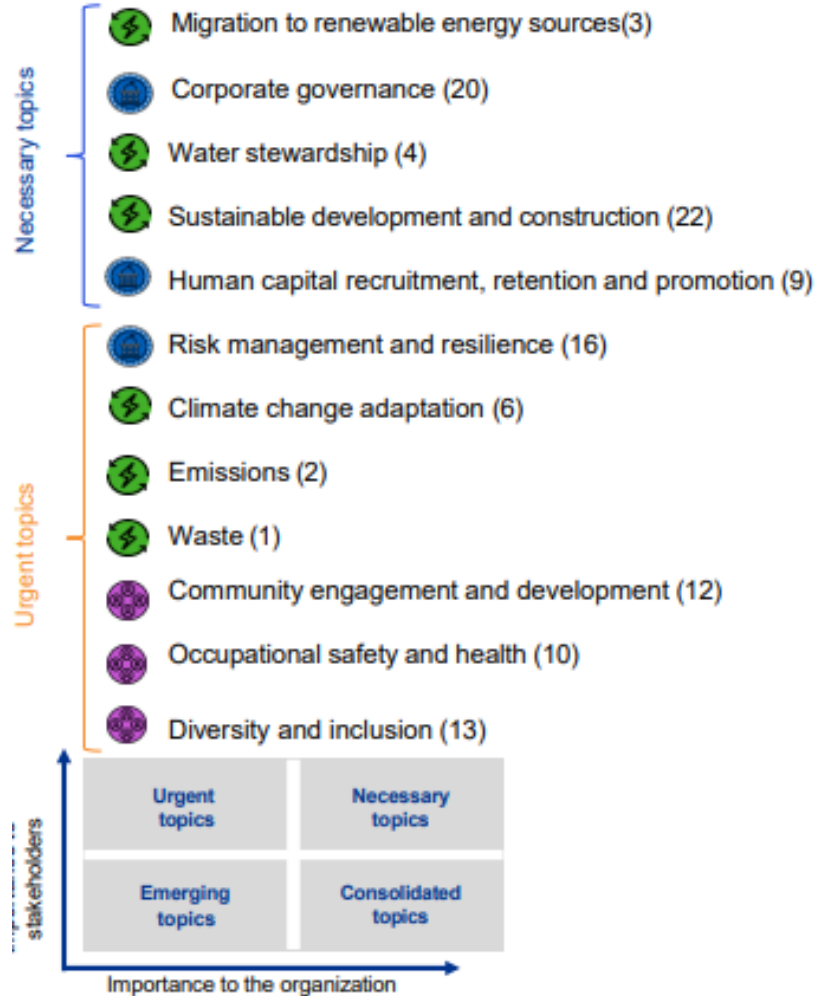 Necessary topics
Migration to renewable energy sources(3)
Corporate governance (20)
Water stewardship (4)
Sustainable development and construction (22)
Human capital recruitment, retention and promotion (9)
Urgent topics
Risk management and resilience (16)
Climate change adaptation (6)
Emissions (2)
Waste (1)
Community engagement and development (12)
Occupational safety and health (10)
Diversity and inclusion (13)
stakeholders
Urgent
topics
Necessary
topics
Emerging
topics
Consolidated
topics
Importance to the organization